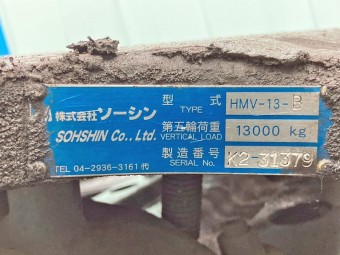 株式会社ソーシン
SOHSHIN Co., Ltd.
TEL 04-2936-3161 代
型式 HMV-13-B
TYPE
第五輪荷重 13000 kg
VERTICAL LOAD
製造番号 K2-31379
SERIAL No.